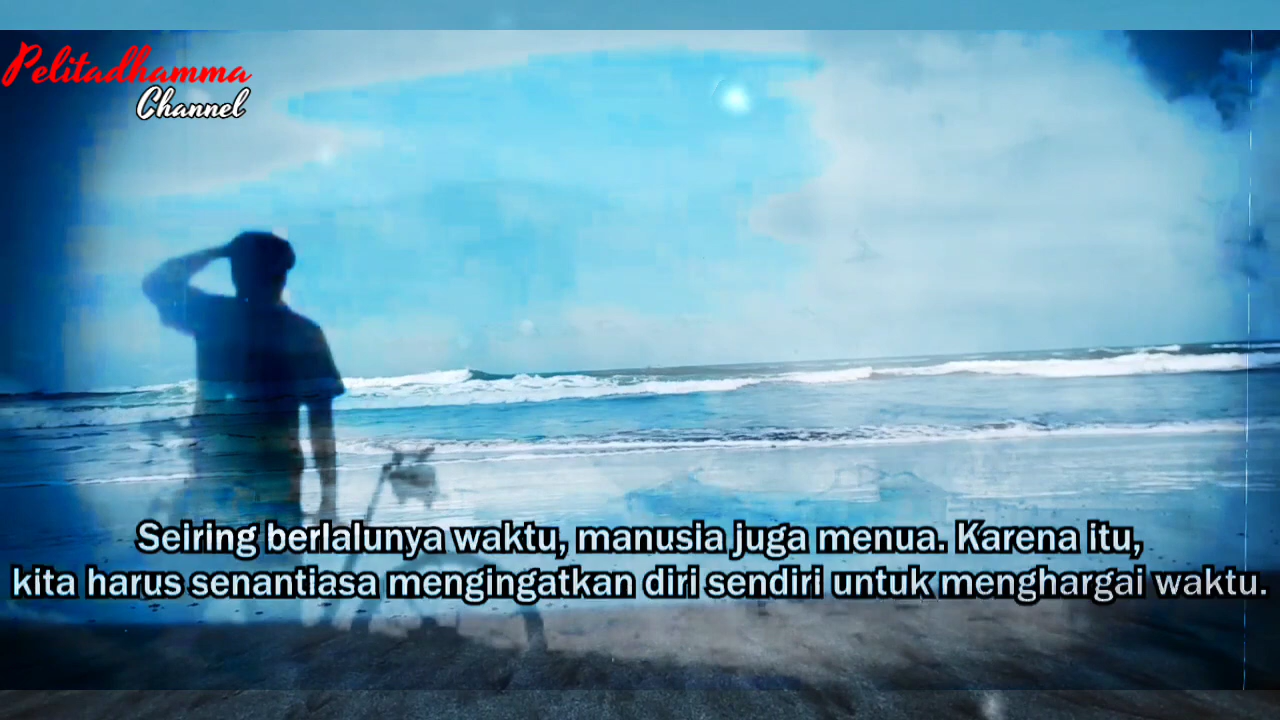 Pelitadhamma
Channel
Seiring berlalunya waktu, manusia juga menua. Karena itu,
kita harus senantiasa mengingatkan diri sendiri untuk menghargai waktu.